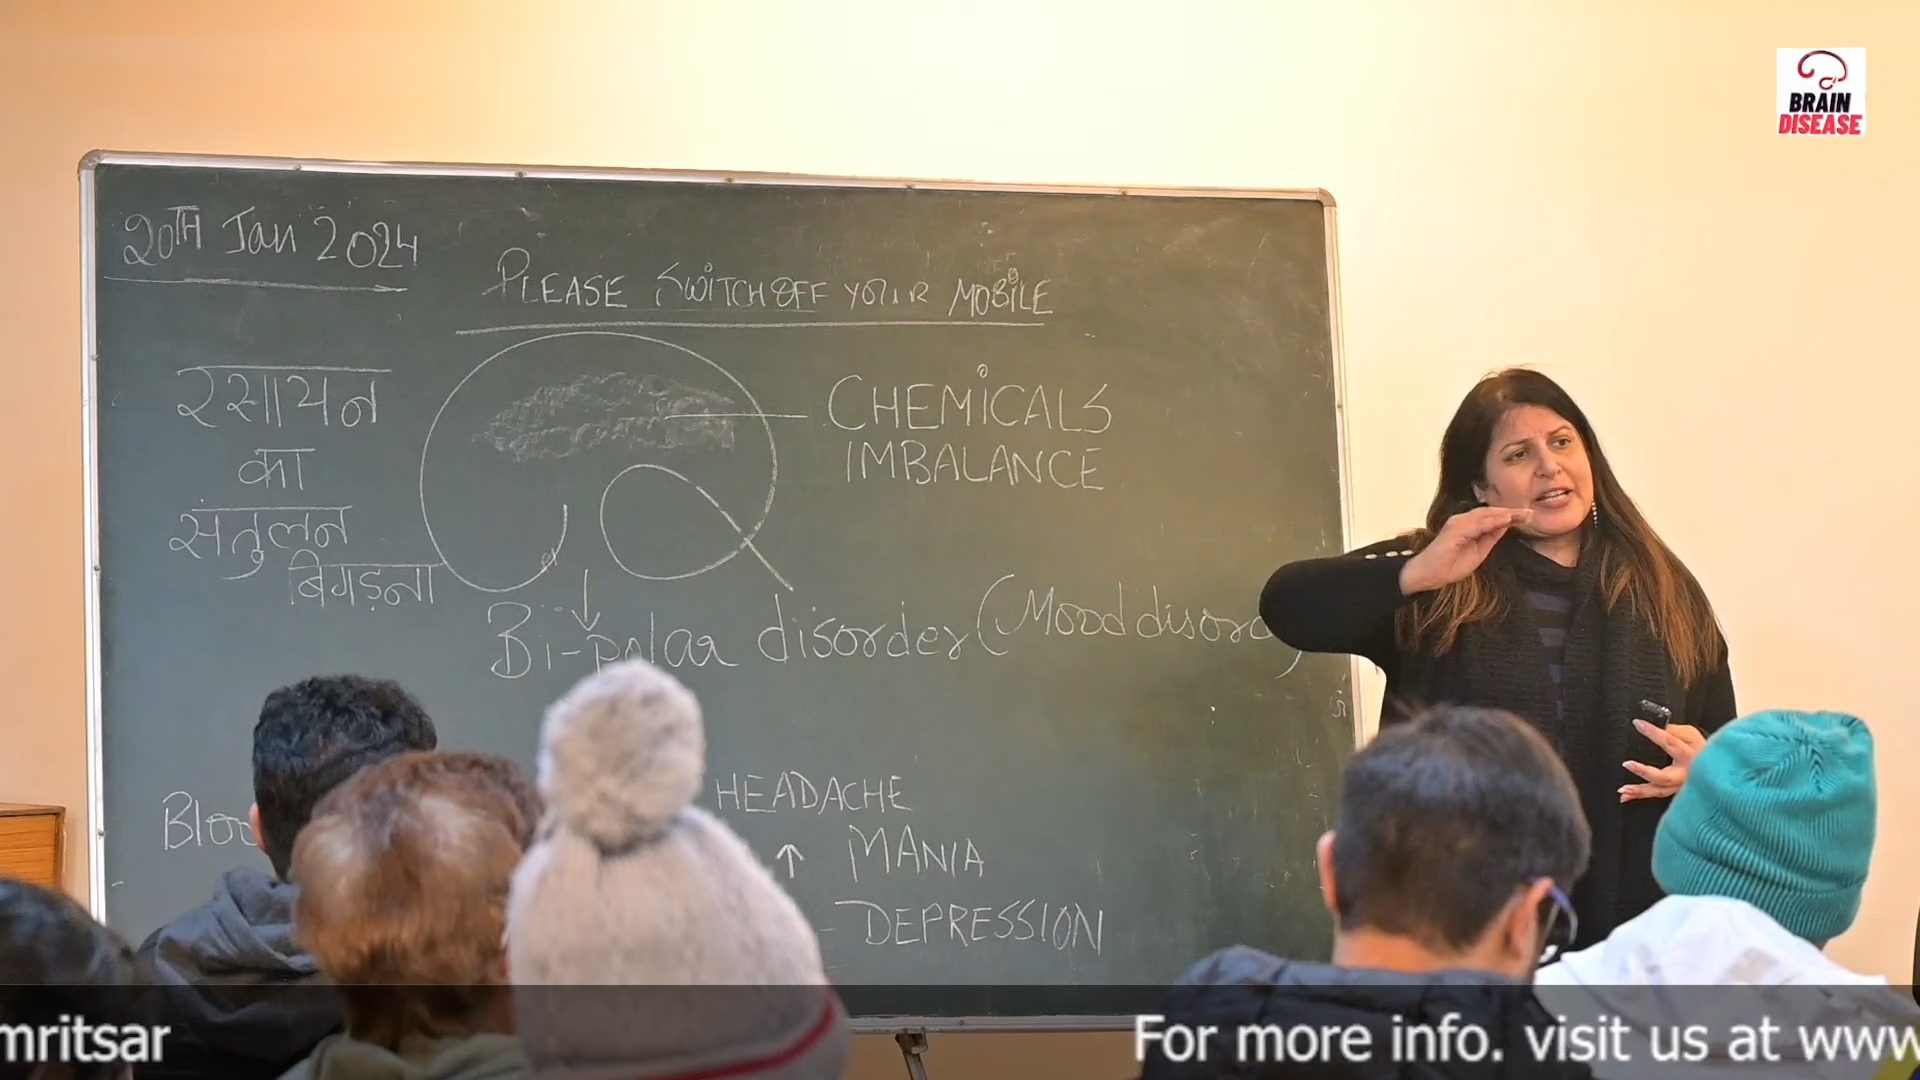 BRAIN
DISEASE
20TH Jan 2024
PLEASE SWITCH OFF YOUR MOBILE
रसायन
का
संतुलन
बिगड़ना
CHEMICALS
IMBALANCE
Bi-polar disorder (Mood disord
HEADACHE
Bloo
↑ MANIA
- DEPRESSION
mritsar
For more info. visit us at www